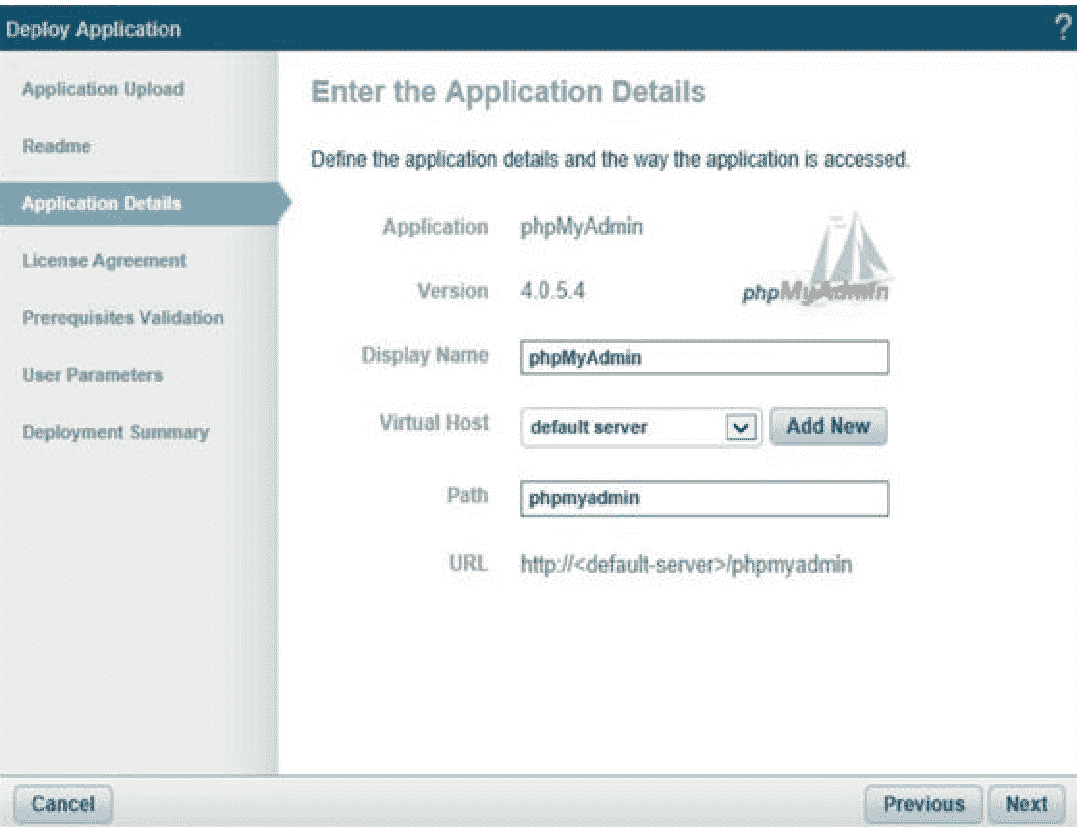 Deploy Application ?
Application Upload
Readme
Application Details
License Agreement
Prerequisites Validation
User Parameters
Deployment Summary
Enter the Application Details
Define the application details and the way the application is accessed.
Application phpMyAdmin
Version 4.0.5.4
phpMyAdmin
Display Name phpMyAdmin
Virtual Host default server Add New
Path phpmyadmin
URL http://<default-server>/phpmyadmin
Cancel Previous Next